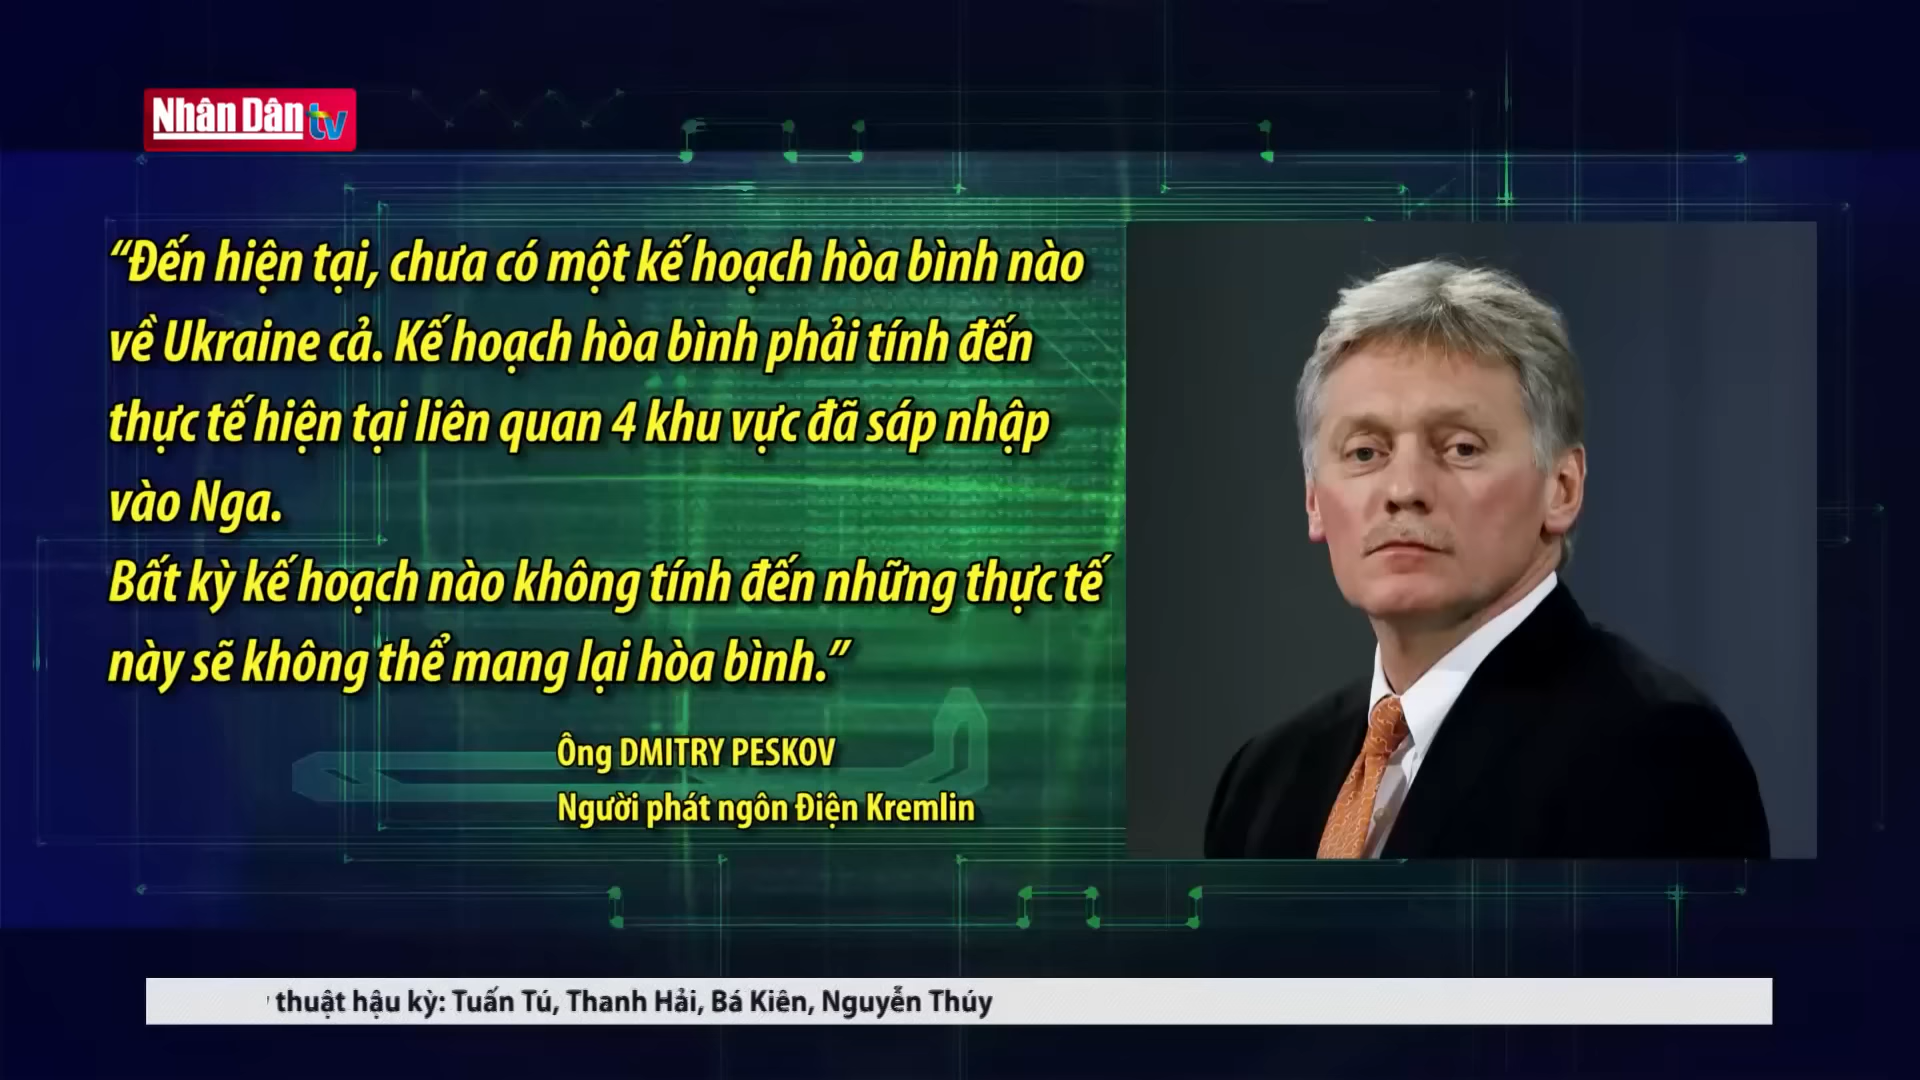 Nhân Dân tv
“Đến hiện tại, chưa có một kế hoạch hòa bình nào
về Ukraine cả. Kế hoạch hòa bình phải tính đến
thực tế hiện tại liên quan 4 khu vực đã sáp nhập
vào Nga.
Bất kỳ kế hoạch nào không tính đến những thực tế
này sẽ không thể mang lại hòa bình.”
Ông DMITRY PESKOV
Người phát ngôn Điện Kremlin
thuật hậu kỳ: Tuấn Tú, Thanh Hải, Bá Kiên, Nguyễn Thúy